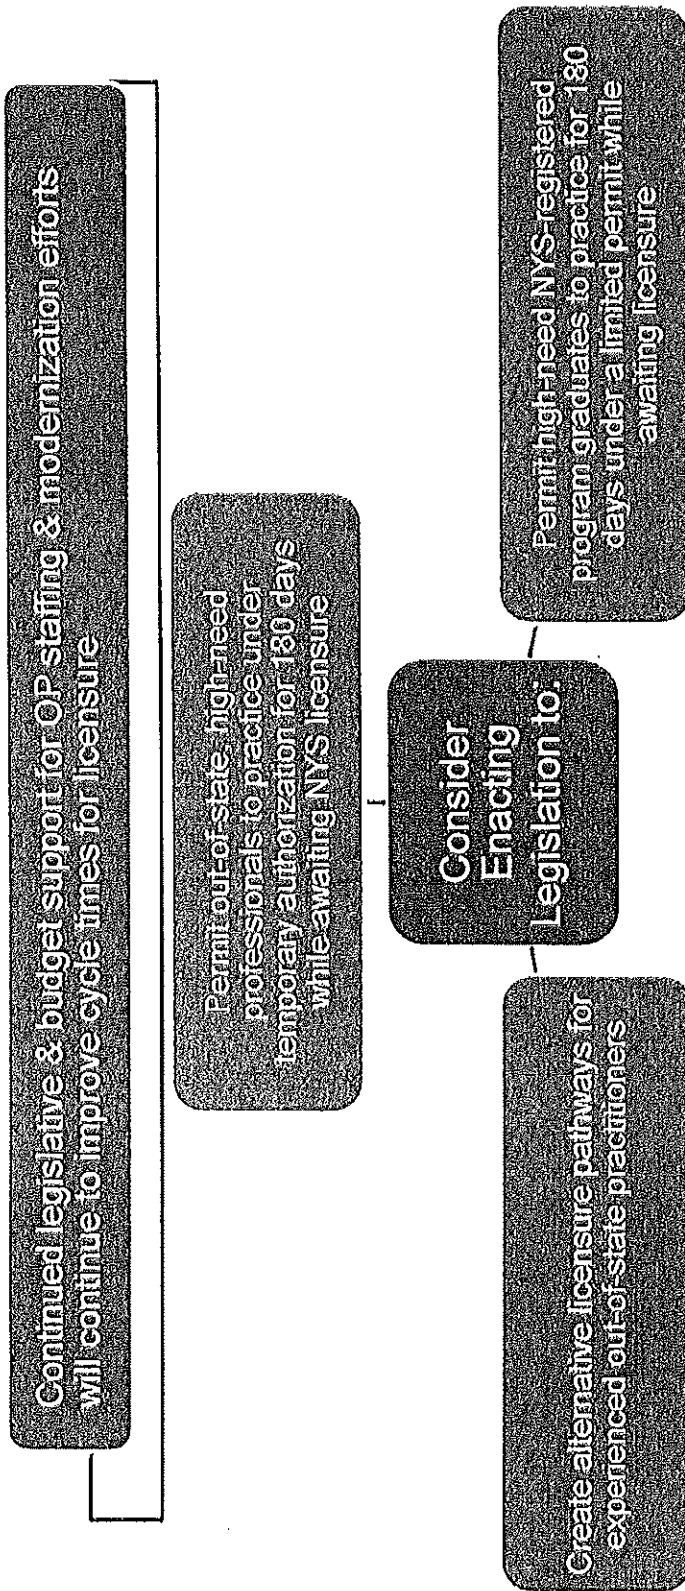 Continued legislative & budget support for OP staffing & modernization efforts
will continue to improve cycle times for licensure
Permit out-of state, high-need
professionals to practice under
temporary authorization for 180 days
while awaiting NYS licensure
Consider
Enacting
Legislation to:
Create alternative licensure pathways for
experienced out-of-state practitioners
Permit high-need NYS-registered
program graduates to practice for 180
days under a limited permit while
awaiting licensure